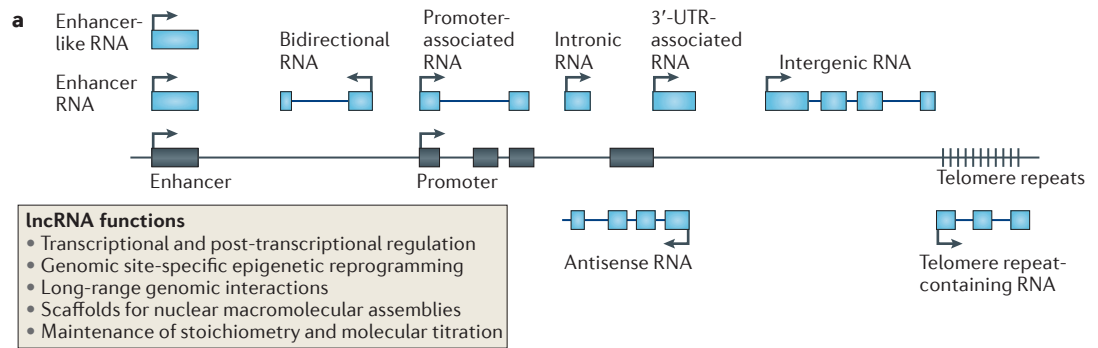 a
Enhancer-
like RNA
Enhancer
RNA
Bidirectional
RNA
Promoter-
associated
RNA
Intronic
RNA
3′-UTR-
associated
RNA
Intergenic RNA
Enhancer
Promoter
Telomere repeats
lncRNA functions
• Transcriptional and post-transcriptional regulation
• Genomic site-specific epigenetic reprogramming
• Long-range genomic interactions
• Scaffolds for nuclear macromolecular assemblies
• Maintenance of stoichiometry and molecular titration
Antisense RNA
Telomere repeat-
containing RNA